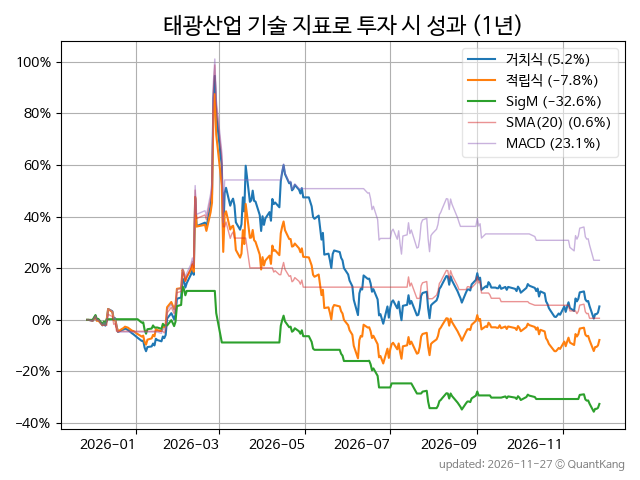 태광산업 기술 지표로 투자 시 성과 (1년)
거치식 (5.2%)
적립식 (−7.8%)
SigM (−32.6%)
SMA(20) (0.6%)
MACD (23.1%)
100%
80%
60%
40%
20%
0%
−20%
−40%
2026-01 2026-03 2026-05 2026-07 2026-09 2026-11
updated: 2026-11-27 © QuantKang